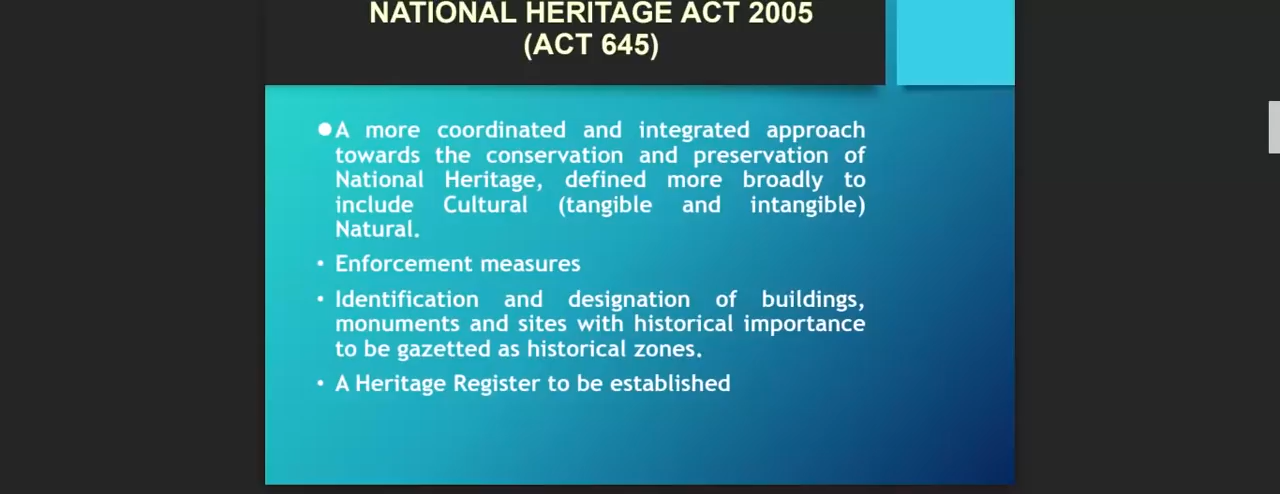 NATIONAL HERITAGE ACT 2005
(ACT 645)
●A more coordinated and integrated approach
towards the conservation and preservation of
National Heritage, defined more broadly to
include Cultural (tangible and intangible)
Natural.
• Enforcement measures
• Identification and designation of buildings,
monuments and sites with historical importance
to be gazetted as historical zones.
• A Heritage Register to be established